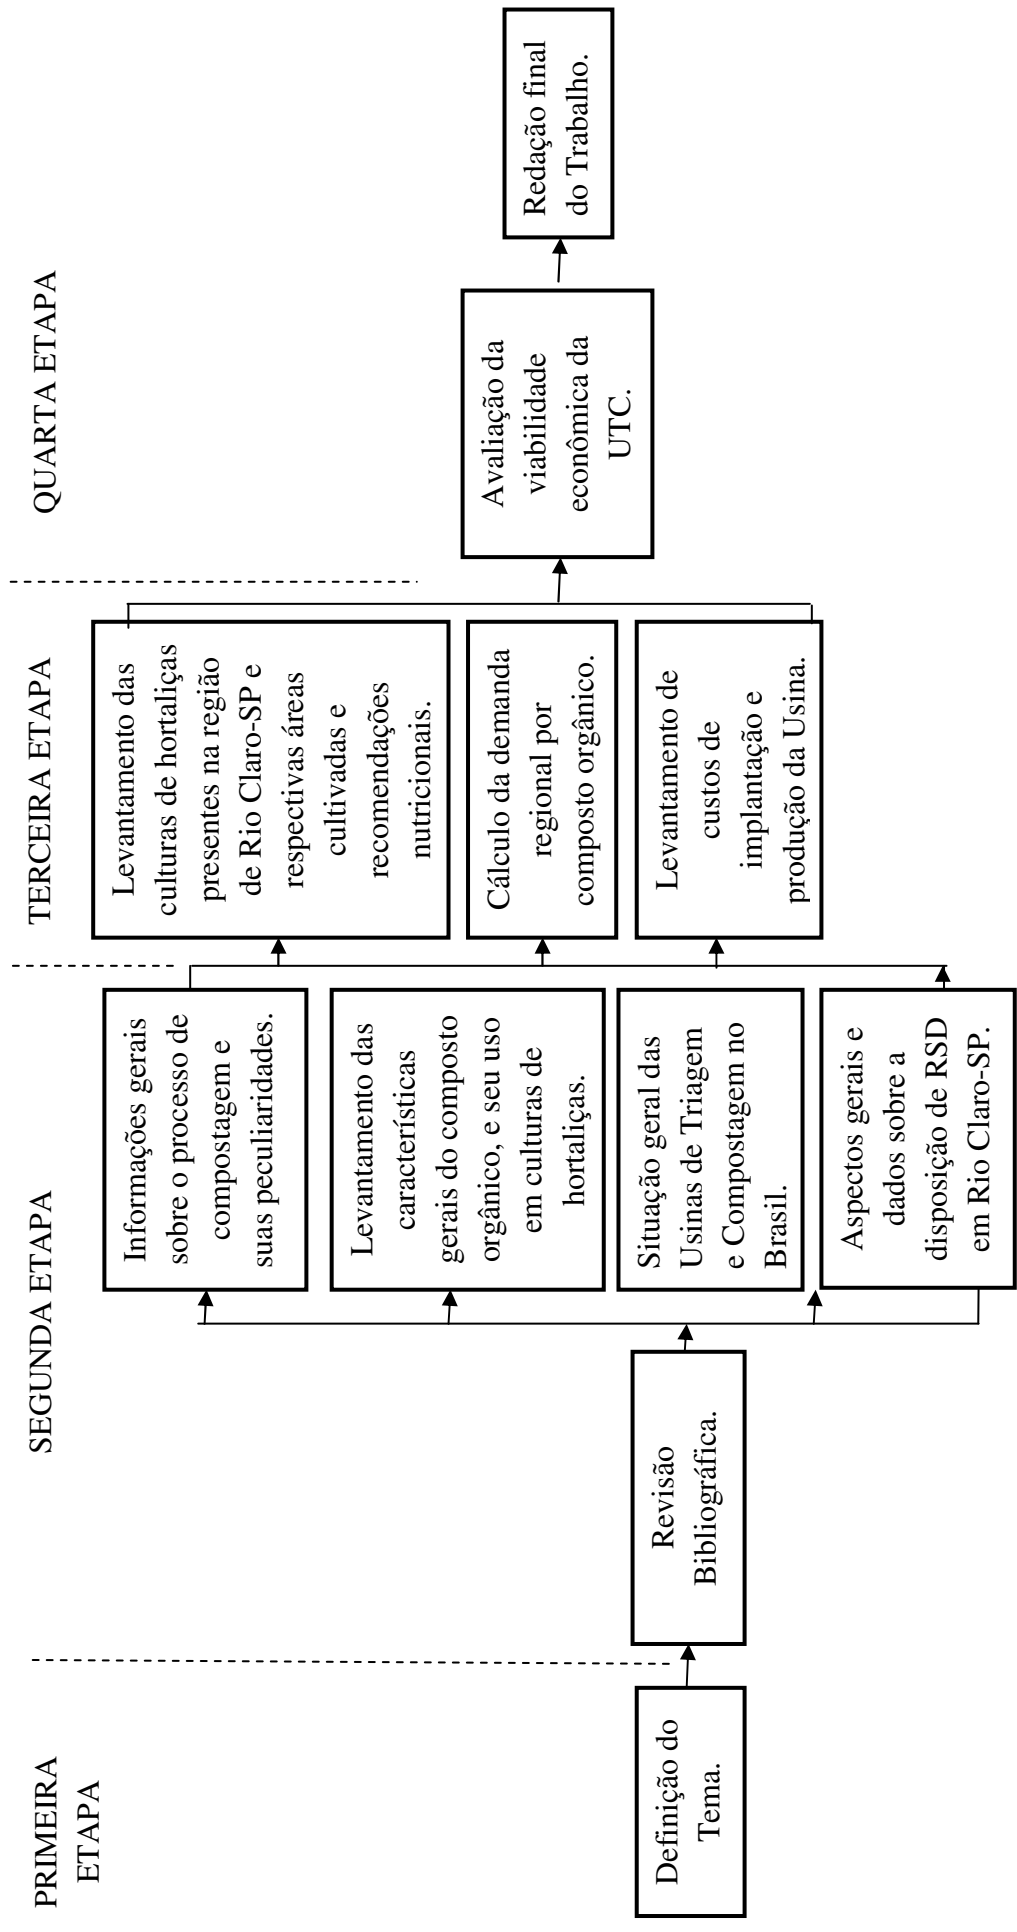 PRIMEIRA
ETAPA
SEGUNDA ETAPA
TERCEIRA ETAPA
QUARTA ETAPA
Definição do
Tema.
Revisão
Bibliográfica.
Informações gerais
sobre o processo de
compostagem e
suas peculiaridades.
Levantamento das
características
gerais do composto
orgânico, e seu uso
em culturas de
hortaliças.
Situação geral das
Usinas de Triagem
e Compostagem no
Brasil.
Aspectos gerais e
dados sobre a
disposição de RSD
em Rio Claro-SP.
Levantamento das
culturas de hortaliças
presentes na região
de Rio Claro-SP e
respectivas áreas
cultivadas e
recomendações
nutricionais.
Cálculo da demanda
regional por
composto orgânico.
Levantamento de
custos de
implantação e
produção da Usina.
Avaliação da
viabilidade
econômica da
UTC.
Redação final
do Trabalho.